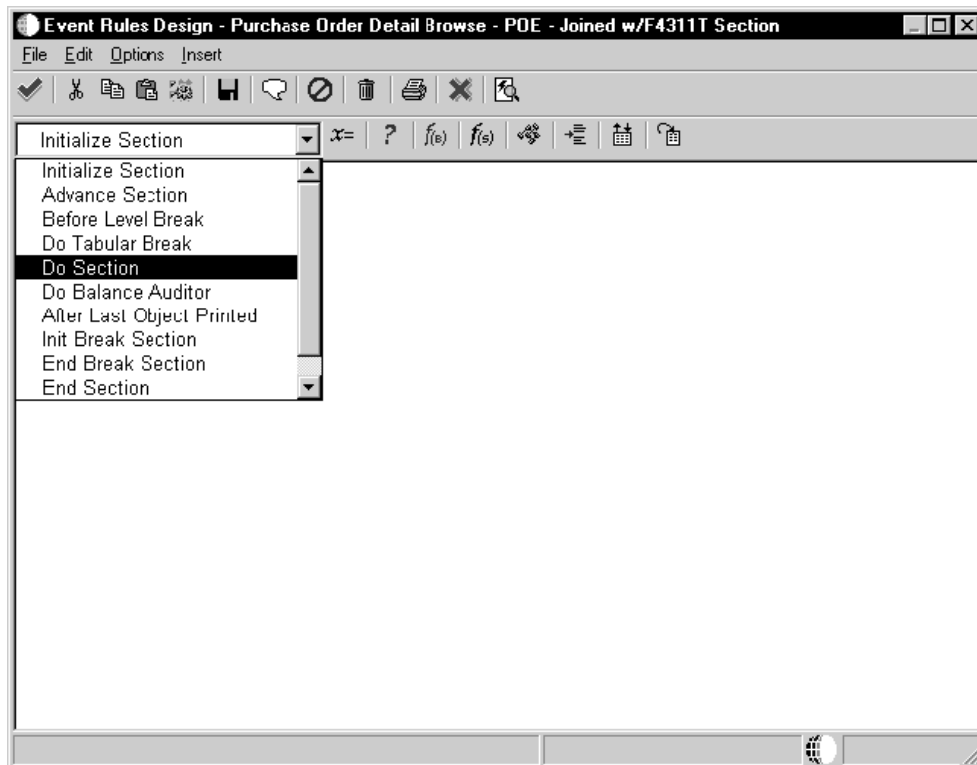 Event Rules Design - Purchase Order Detail Browse - POE - Joined w/F4311T Section
File Edit Options Insert
Initialize Section x= ? f(B) f(s)
Initialize Section
Advance Section
Before Level Break
Do Tabular Break
Do Section
Do Balance Auditor
After Last Object Printed
Init Break Section
End Break Section
End Section